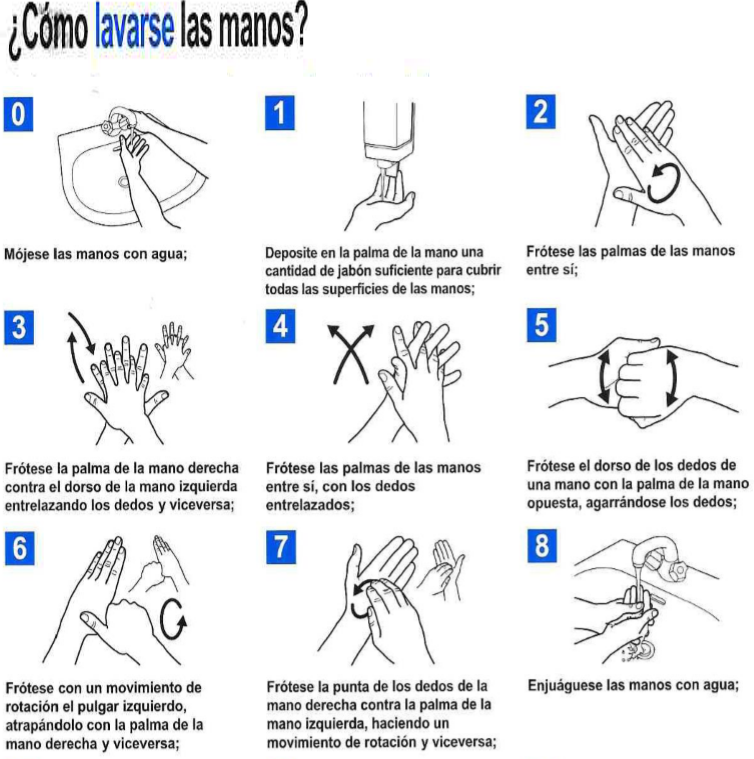 ¿Cómo lavarse las manos?
0
Mójese las manos con agua;
1
Deposite en la palma de la mano una
cantidad de jabón suficiente para cubrir
todas las superficies de las manos;
2
Frótese las palmas de las manos
entre sí;
3
Frótese la palma de la mano derecha
contra el dorso de la mano izquierda
entrelazando los dedos y viceversa;
4
Frótese las palmas de las manos
entre sí, con los dedos
entrelazados;
5
Frótese el dorso de los dedos de
una mano con la palma de la mano
opuesta, agarrándose los dedos;
6
Frótese con un movimiento de
rotación el pulgar izquierdo,
atrapándolo con la palma de la
mano derecha y viceversa;
7
Frótese la punta de los dedos de la
mano derecha contra la palma de la
mano izquierda, haciendo un
movimiento de rotación y viceversa;
8
Enjuáguese las manos con agua;